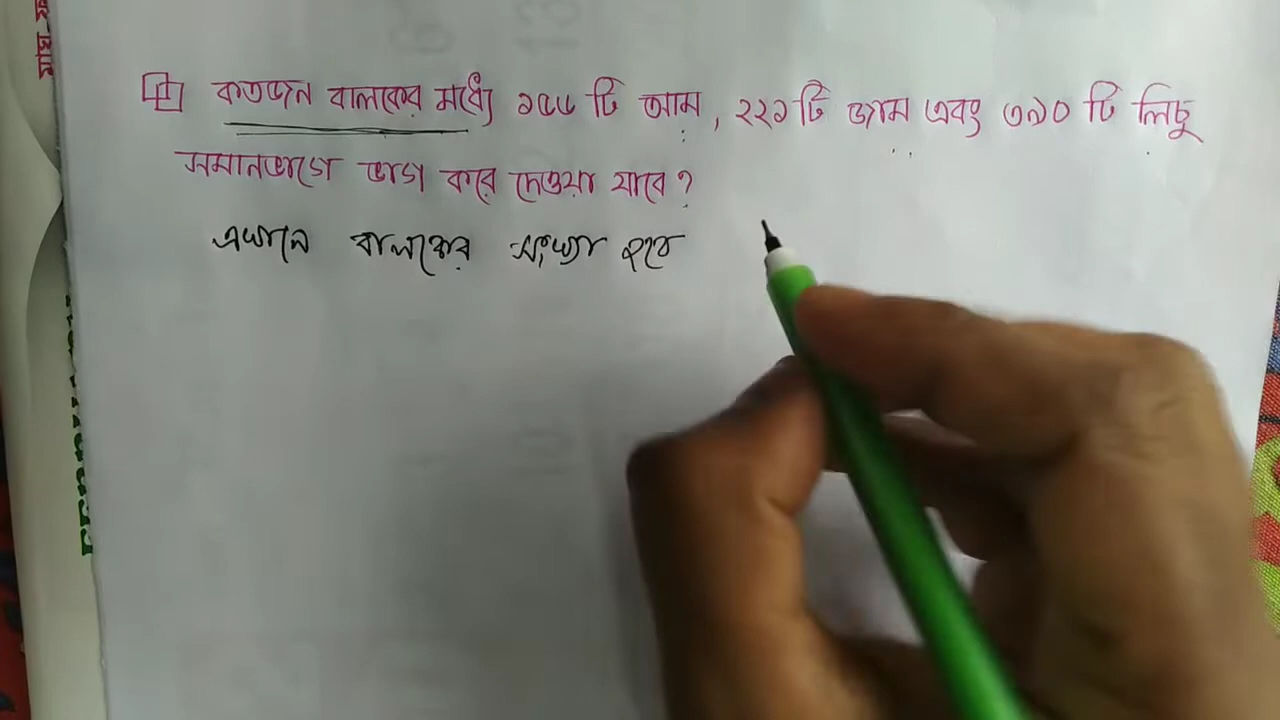 কতজন বালকের মধ্যে ১৫৬ টি আম, ২২১টি জাম এবং ৩৯০ টি লিচু
সমানভাগে ভাগ করে দেওয়া যাবে?
এখানে বালকের সংখ্যা হবে